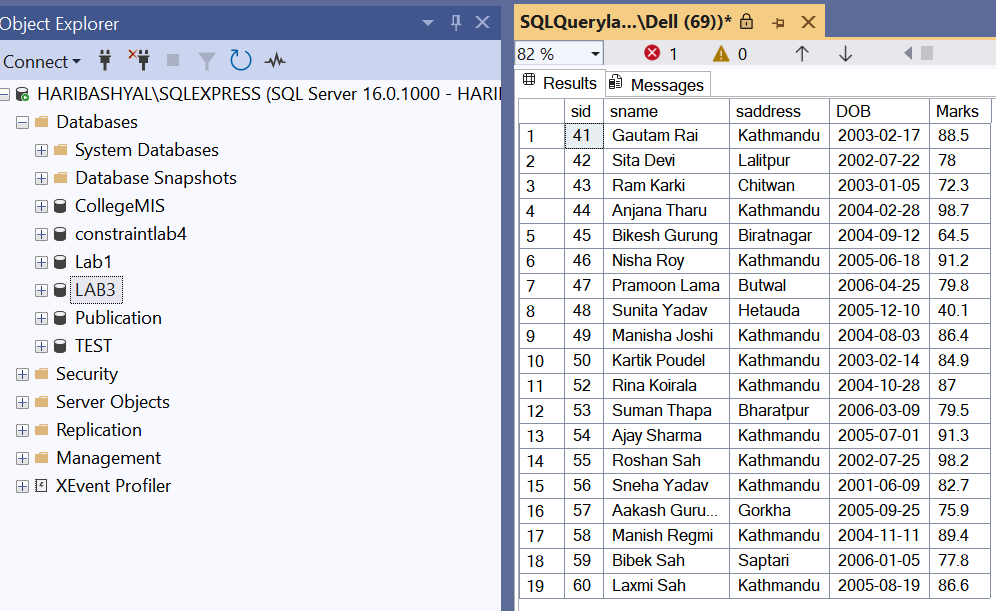 Object Explorer
Connect
HARIBASHYAL\SQLEXPRESS (SQL Server 16.0.1000 - HARI
Databases
System Databases
Database Snapshots
CollegeMIS
constraintlab4
Lab1
LAB3
Publication
TEST
Security
Server Objects
Replication
Management
XEvent Profiler
SQLQueryla...\Dell (69))*
82 % 1 0
Results Messages
sid sname saddress DOB Marks
1 41 Gautam Rai Kathmandu 2003-02-17 88.5
2 42 Sita Devi Lalitpur 2002-07-22 78
3 43 Ram Karki Chitwan 2003-01-05 72.3
4 44 Anjana Tharu Kathmandu 2004-02-28 98.7
5 45 Bikesh Gurung Biratnagar 2004-09-12 64.5
6 46 Nisha Roy Kathmandu 2005-06-18 91.2
7 47 Pramoon Lama Butwal 2006-04-25 79.8
8 48 Sunita Yadav Hetauda 2005-12-10 40.1
9 49 Manisha Joshi Kathmandu 2004-08-03 86.4
10 50 Kartik Poudel Kathmandu 2003-02-14 84.9
11 52 Rina Koirala Kathmandu 2004-10-28 87
12 53 Suman Thapa Bharatpur 2006-03-09 79.5
13 54 Ajay Sharma Kathmandu 2005-07-01 91.3
14 55 Roshan Sah Kathmandu 2002-07-25 98.2
15 56 Sneha Yadav Kathmandu 2001-06-09 82.7
16 57 Aakash Guru... Gorkha 2005-09-25 75.9
17 58 Manish Regmi Kathmandu 2004-11-11 89.4
18 59 Bibek Sah Saptari 2006-01-05 77.8
19 60 Laxmi Sah Kathmandu 2005-08-19 86.6